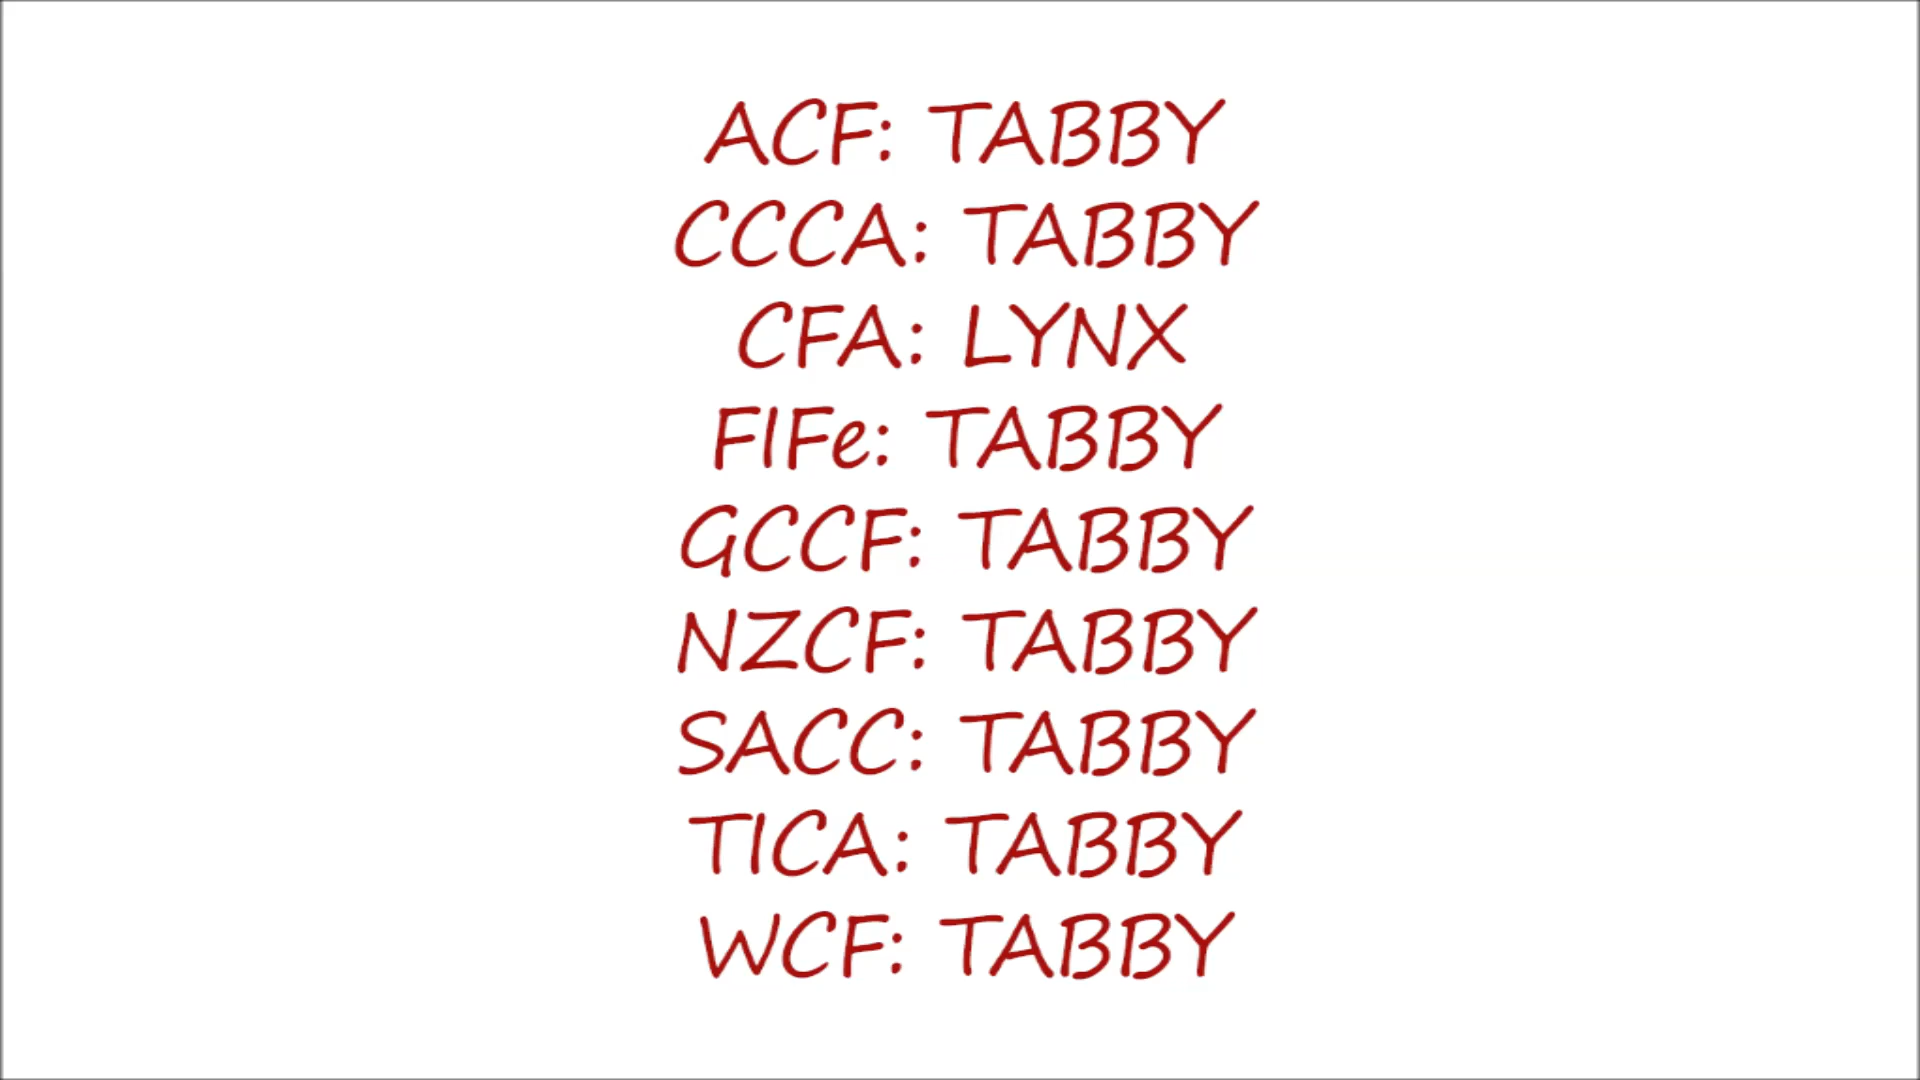 ACF: TABBY
CCCA: TABBY
CFA: LYNX
FIFe: TABBY
GCCF: TABBY
NZCF: TABBY
SACC: TABBY
TICA: TABBY
WCF: TABBY